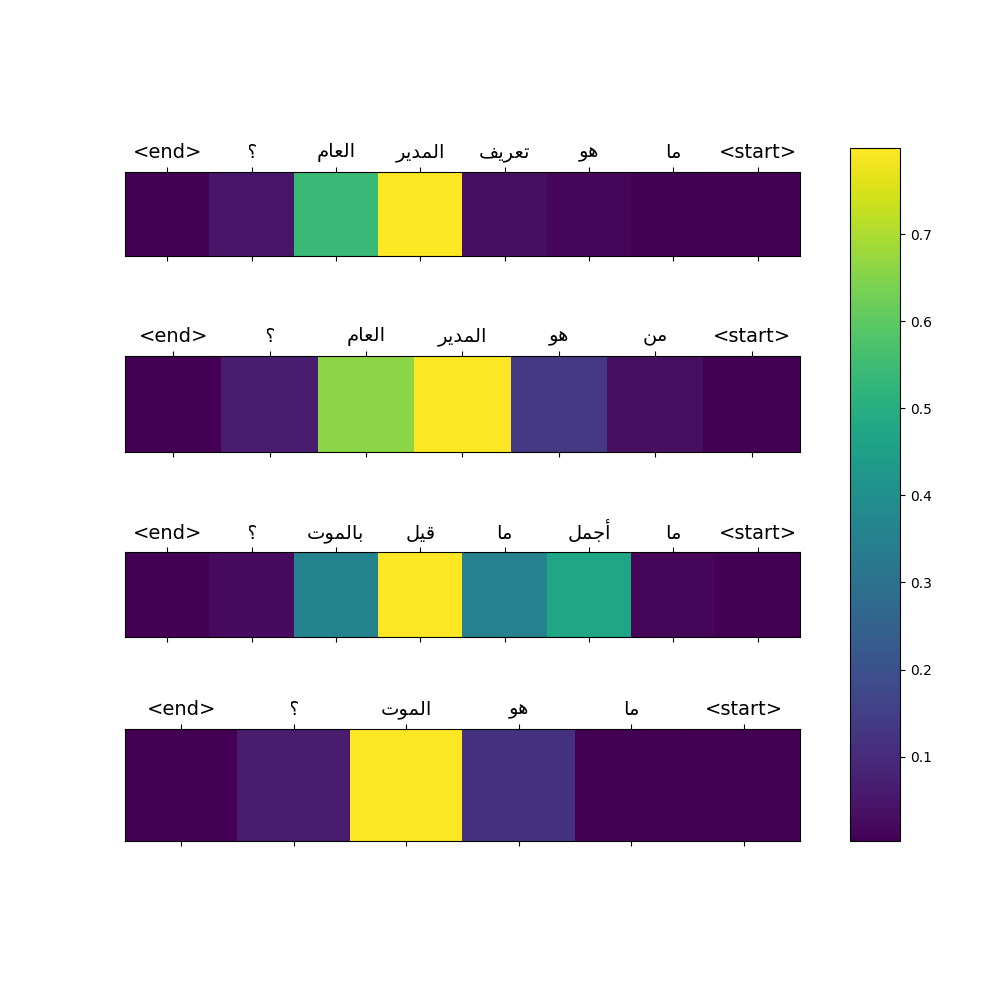 <start> ما هو تعريف المدير العام ؟ <end>
<start> من هو المدير العام ؟ <end>
<start> ما أجمل ما قيل بالموت ؟ <end>
<start> ما هو الموت ؟ <end>
0.7
0.6
0.5
0.4
0.3
0.2
0.1